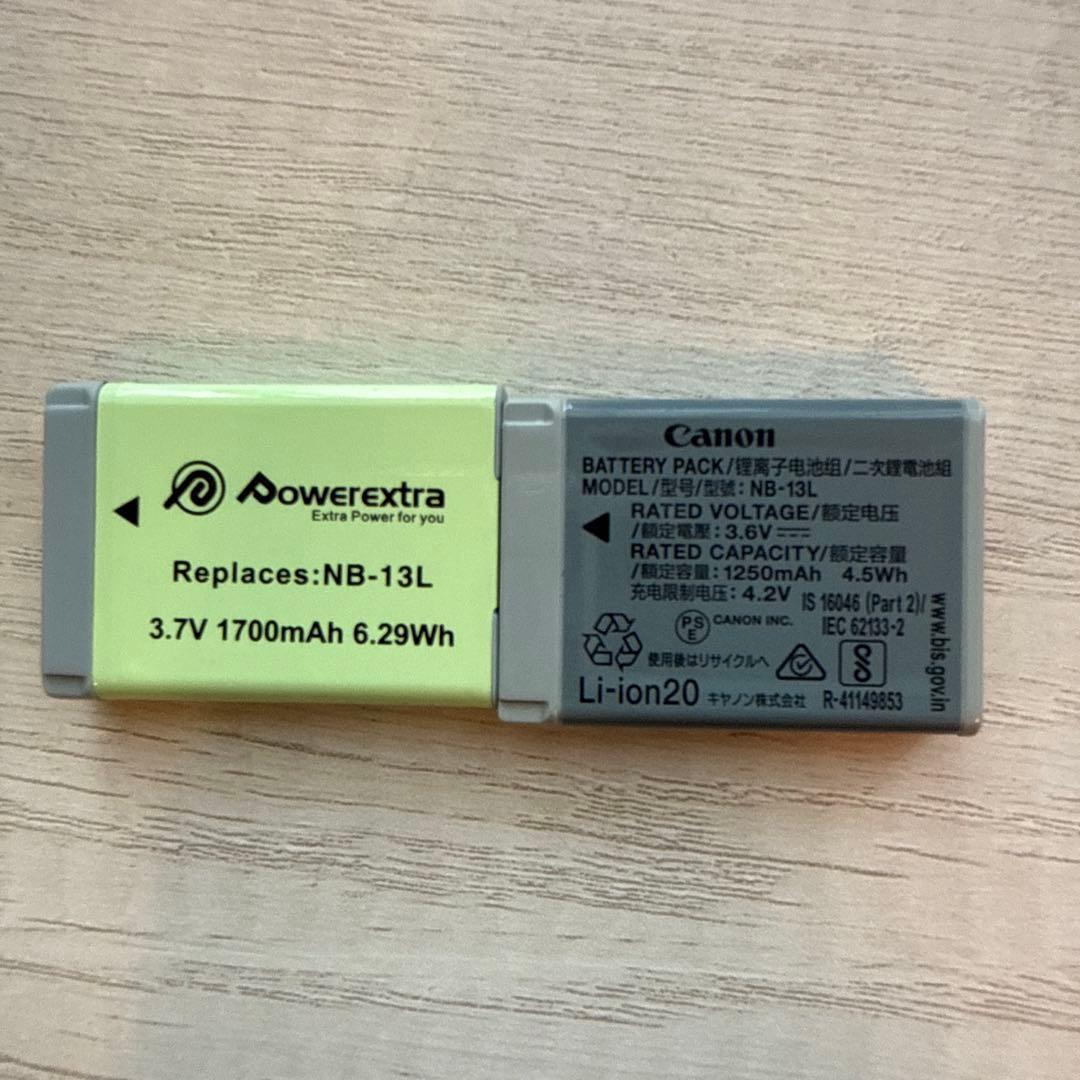 Powerextra
Extra Power for you
Replaces:NB-13L
3.7V 1700mAh 6.29Wh
Canon
BATTERY PACK/锂离子电池组/二次鋰電池組
MODEL/型号/型號: NB-13L
RATED VOLTAGE/额定电压
/額定電壓: 3.6V
RATED CAPACITY/额定容量
/額定容量: 1250mAh 4.5Wh
充电限制电压: 4.2V
IS 16046 (Part 2)/
IEC 62133-2
PS
E
CANON INC.
使用後はリサイクルへ
Li-ion20
キヤノン株式会社
R-41149853
www.bis.gov.in